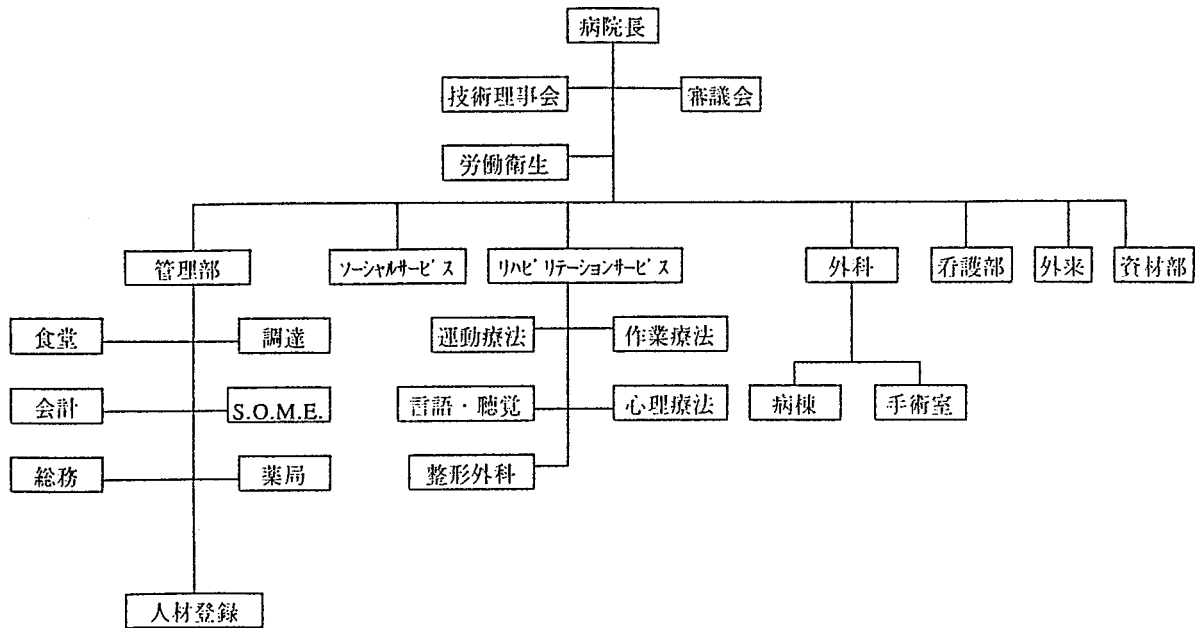 病院長
技術理事会
審議会
労働衛生
管理部
ソーシャルサービス
リハビリテーションサービス
外科
看護部
外来
資材部
食堂
調達
運動療法
作業療法
会計
S.O.M.E.
言語・聴覚
心理療法
病棟
手術室
総務
薬局
整形外科
人材登録